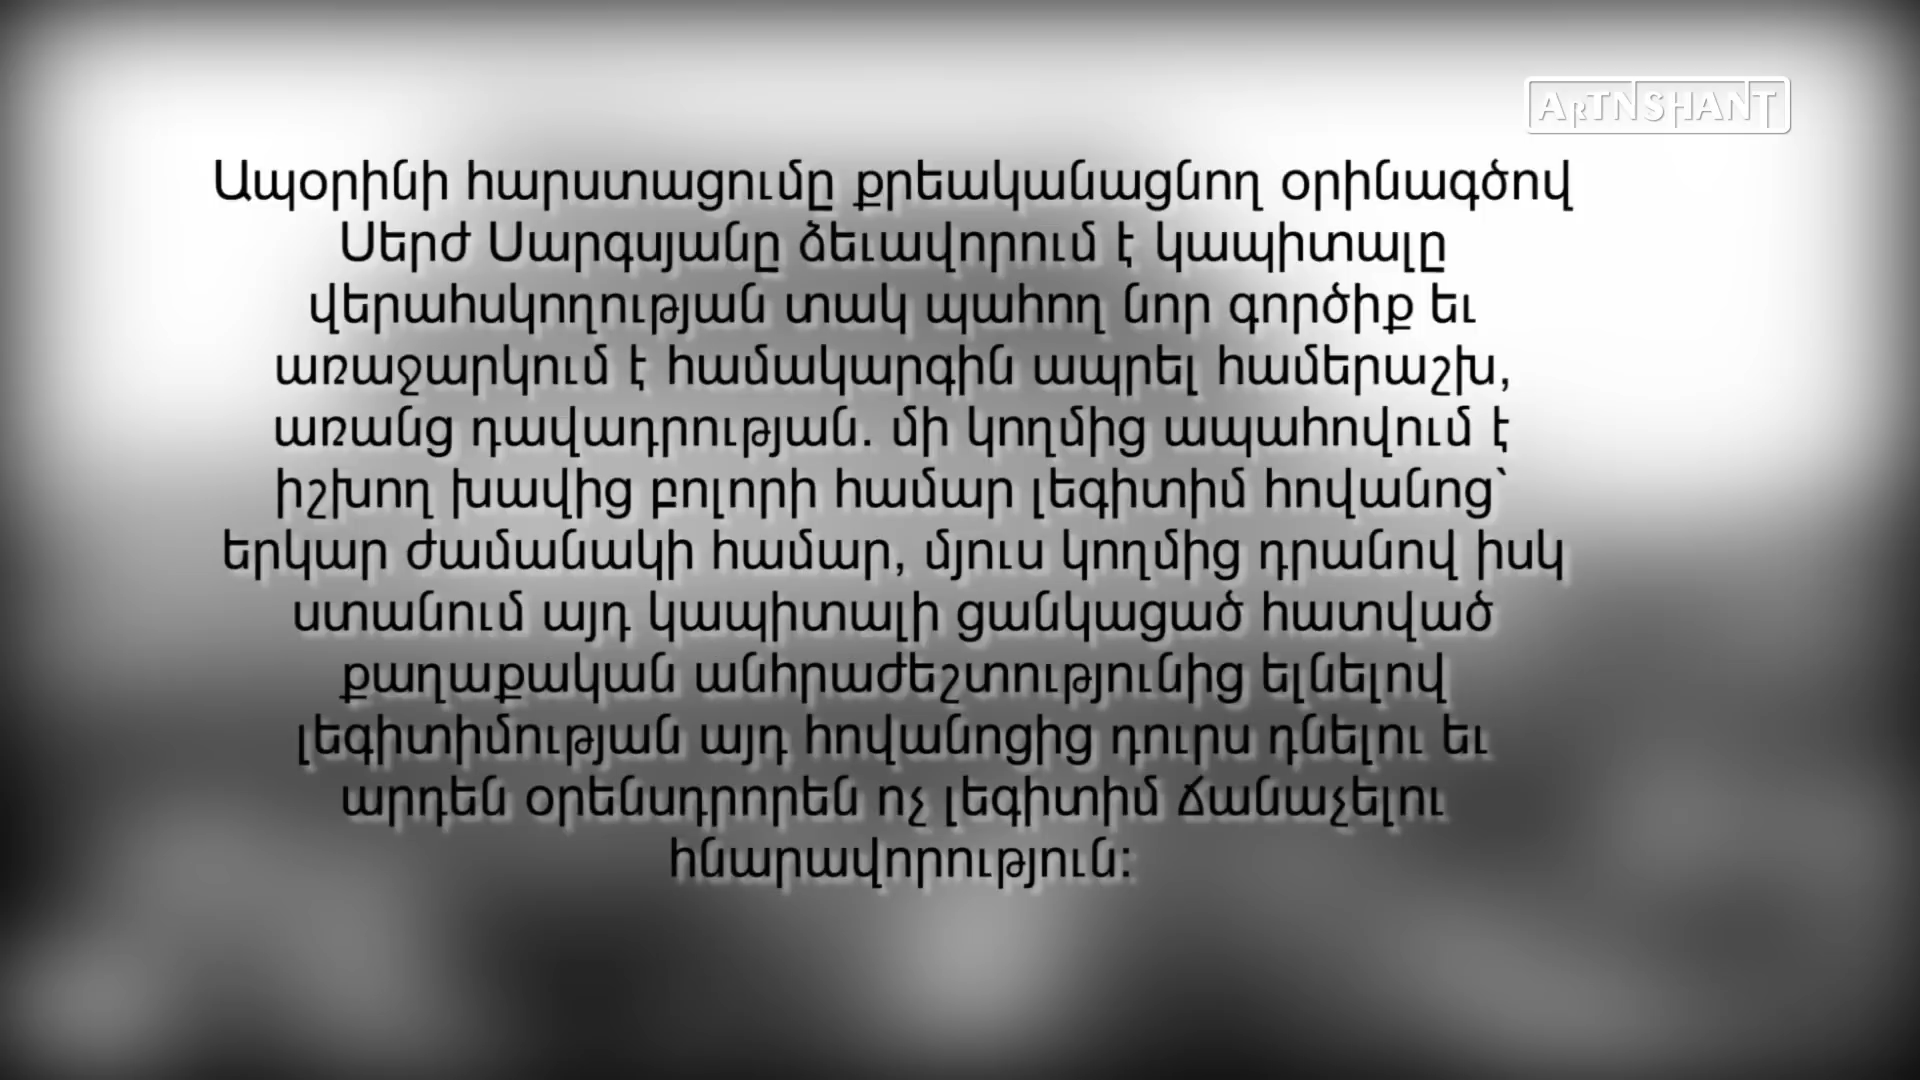 ARTNSHANT
Ապօրինի հարստացումը քրեականացնող օրինագծով
Սերժ Սարգսյանը ձեւավորում է կապիտալը
վերահսկողության տակ պահող նոր գործիք եւ
առաջարկում է համակարգին ապրել համերաշխ,
առանց դավադրության. մի կողմից ապահովում է
իշխող խավից բոլորի համար լեգիտիմ հովանոց՝
երկար ժամանակի համար, մյուս կողմից դրանով իսկ
ստանում այդ կապիտալի ցանկացած հատված
քաղաքական անհրաժեշտությունից ելնելով
լեգիտիմության այդ հովանոցից դուրս դնելու եւ
արդեն օրենսդրորեն ոչ լեգիտիմ ճանաչելու
հնարավորություն: